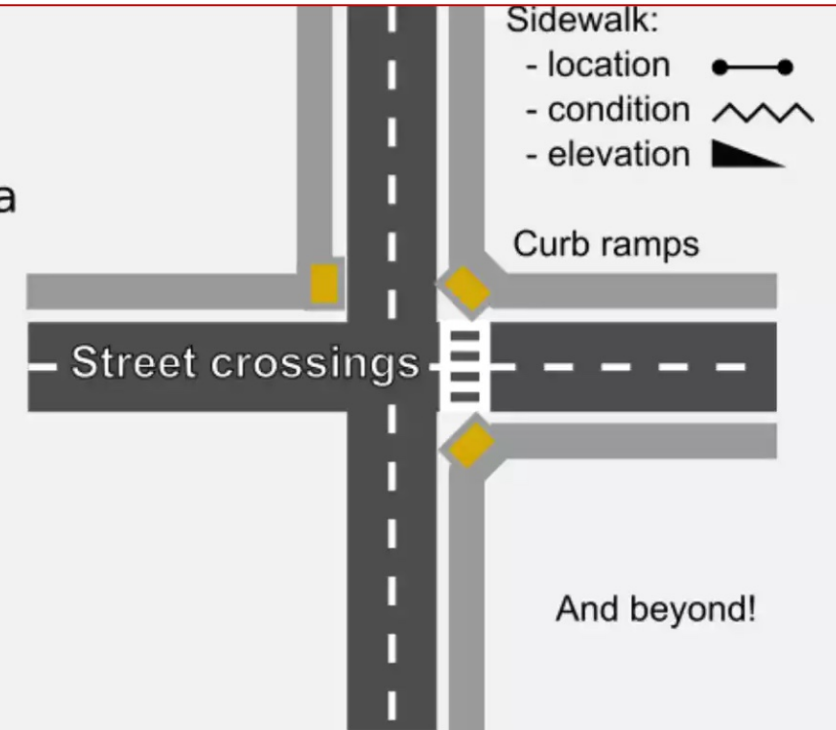 Sidewalk:
- location
- condition
- elevation
a
Curb ramps
Street crossings
And beyond!